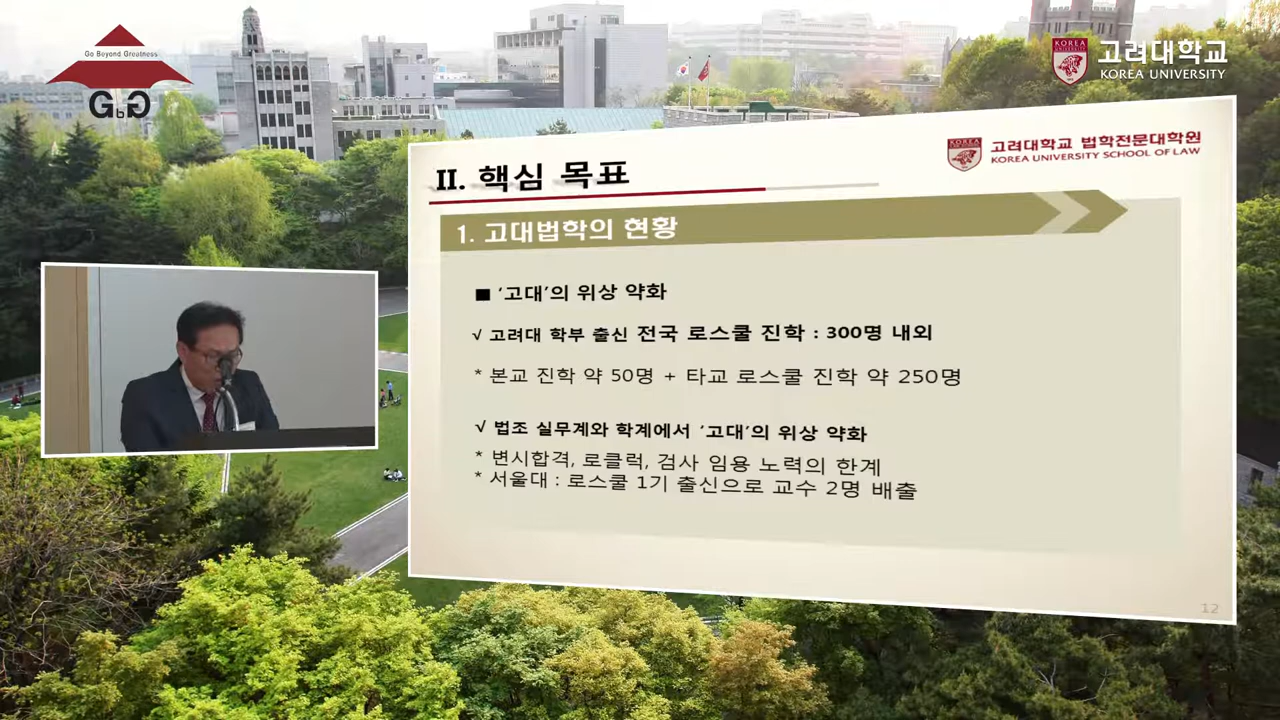 Go Beyond Greatness
GbG
KOREA
UNIVERSITY
고려대학교
KOREA UNIVERSITY
KOREA
고려대학교 법학전문대학원
KOREA UNIVERSITY SCHOOL OF LAW
II. 핵심 목표
1. 고대법학의 현황
■ ‘고대’의 위상 약화
√ 고려대 학부 출신 전국 로스쿨 진학 : 300명 내외
* 본교 진학 약 50명 + 타교 로스쿨 진학 약 250명
√ 법조 실무계와 학계에서 ‘고대’의 위상 약화
* 변시합격, 로클럭, 검사 임용 노력의 한계
* 서울대 : 로스쿨 1기 출신으로 교수 2명 배출
12